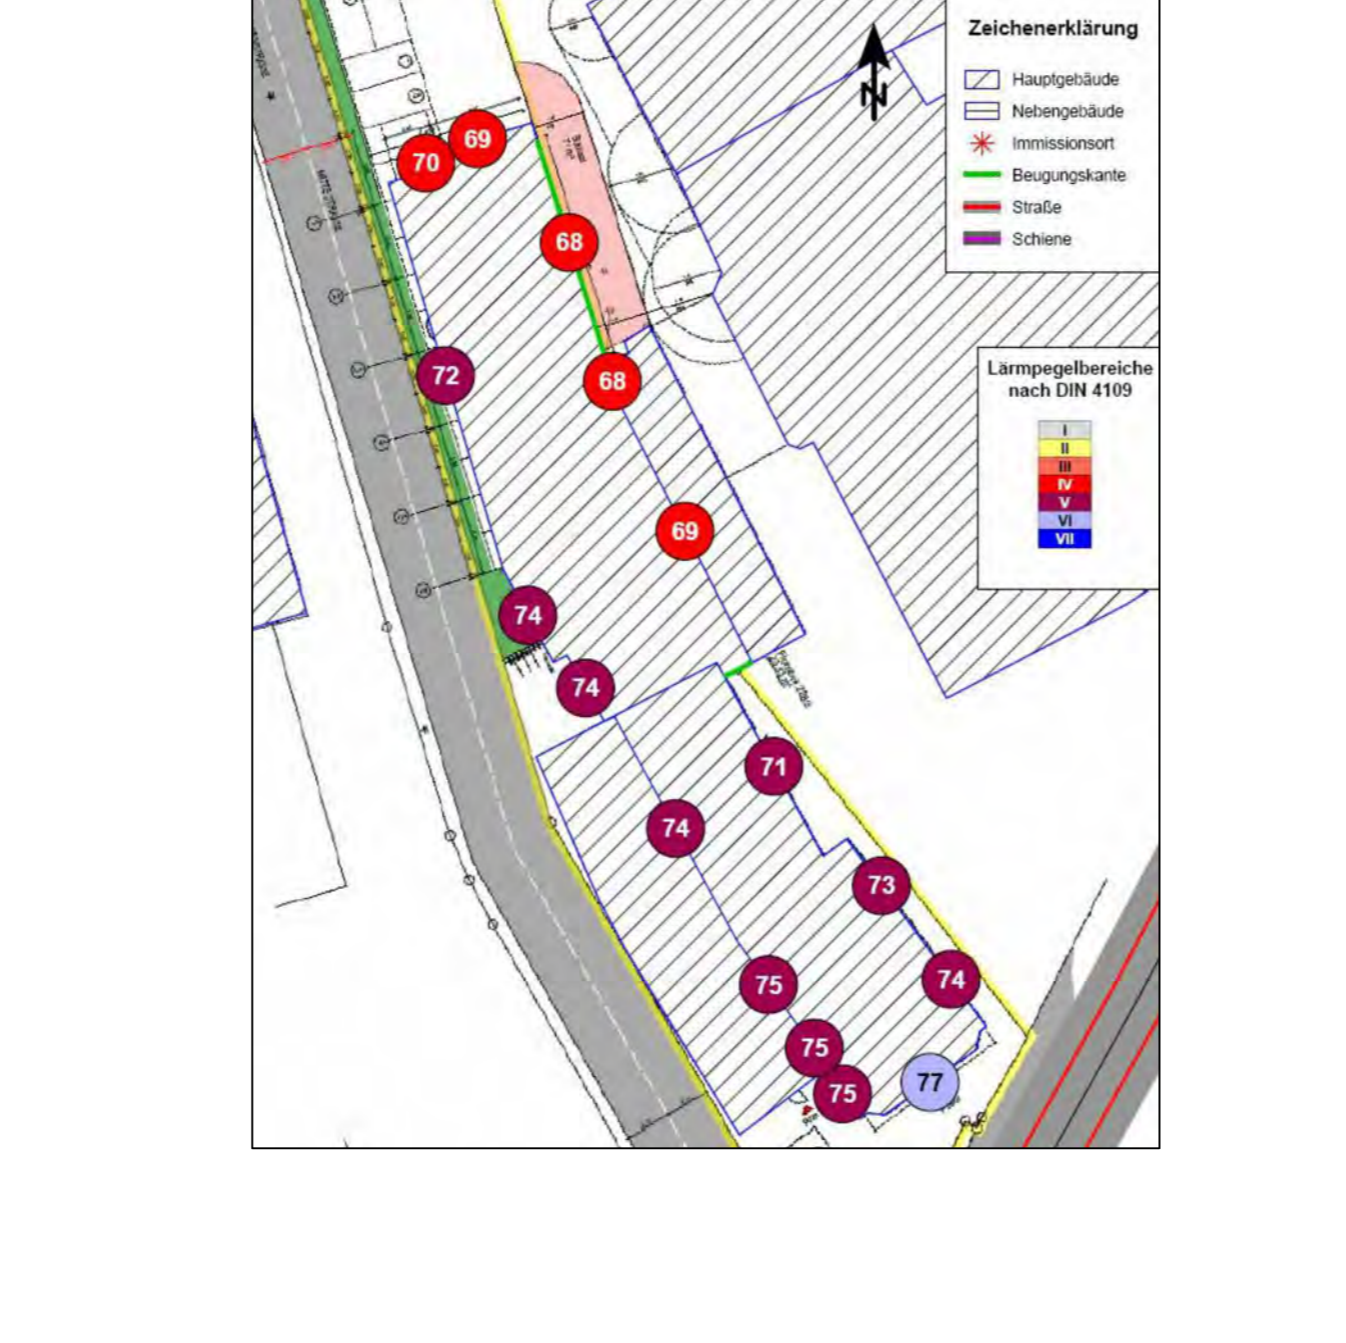 Zeichenerklärung
Hauptgebäude
Nebengebäude
Immissionsort
Beugungskante
Straße
Schiene
N
Lärmpegelbereiche
nach DIN 4109
I
II
III
IV
V
VI
VII
69
70
68
72
68
69
74
74
71
74
73
74
75
75
77
75